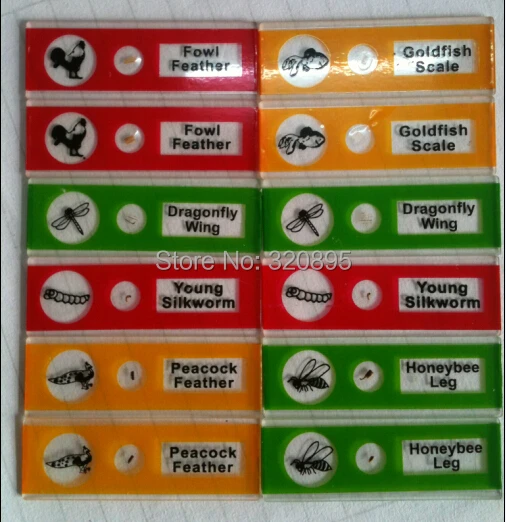 Fowl
Feather
Goldfish
Scale
Fowl
Feather
Goldfish
Scale
Dragonfly
Wing
Dragonfly
Wing
Store No: 320895
Young
Silkworm
Young
Silkworm
Peacock
Feather
Honeybee
Leg
Peacock
Feather
Honeybee
Leg